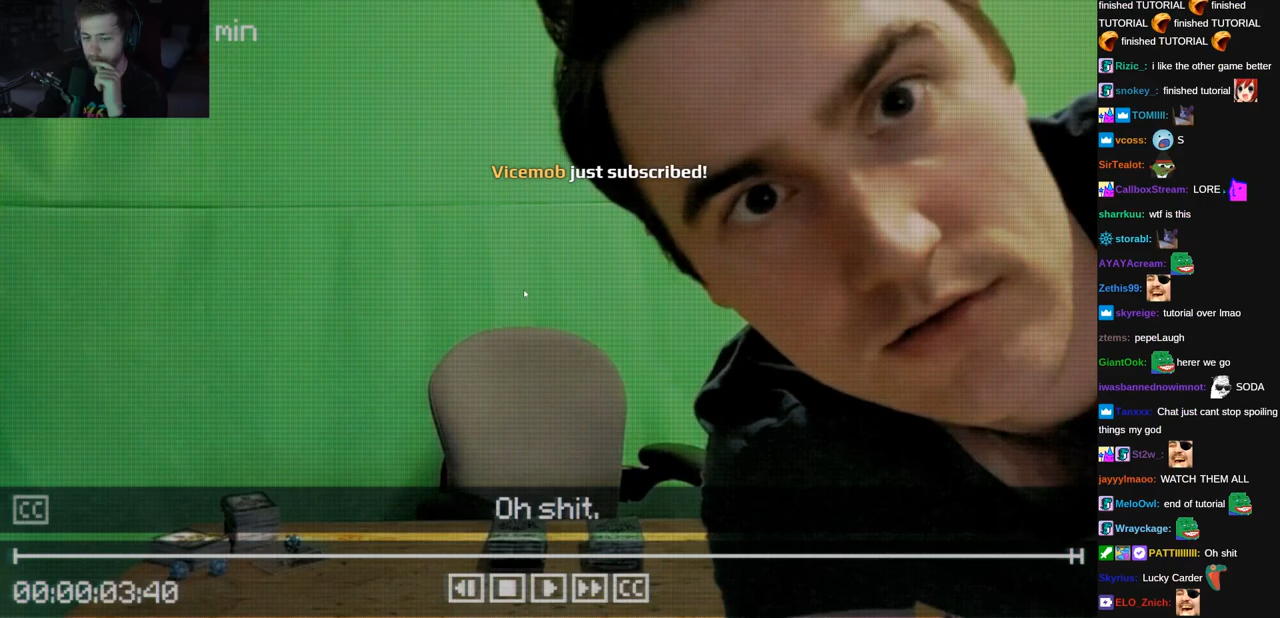 min
Vicemob just subscribed!
CC
Oh shit.
00:00:03:40
CC
finished TUTORIAL finished
TUTORIAL finished TUTORIAL
finished TUTORIAL
Rizic_: i like the other game better
snokey_: finished tutorial
TOMIIII:
vcoss: S
SirTealot:
CallboxStream: LORE
sharrkuu: wtf is this
storabl:
AYAYAcream:
Zethis99:
skyreige: tutorial over lmao
ztems: pepeLaugh
GiantOok: herer we go
iwasbannednowimnot: SODA
Tanxxx: Chat just cant stop spoiling
things my god
St2w_:
jayyylmaoo: WATCH THEM ALL
MeloOwl: end of tutorial
Wrayckage:
PATTIIIIIIII: Oh shit
Skyrius: Lucky Carder
ELO_Znich: